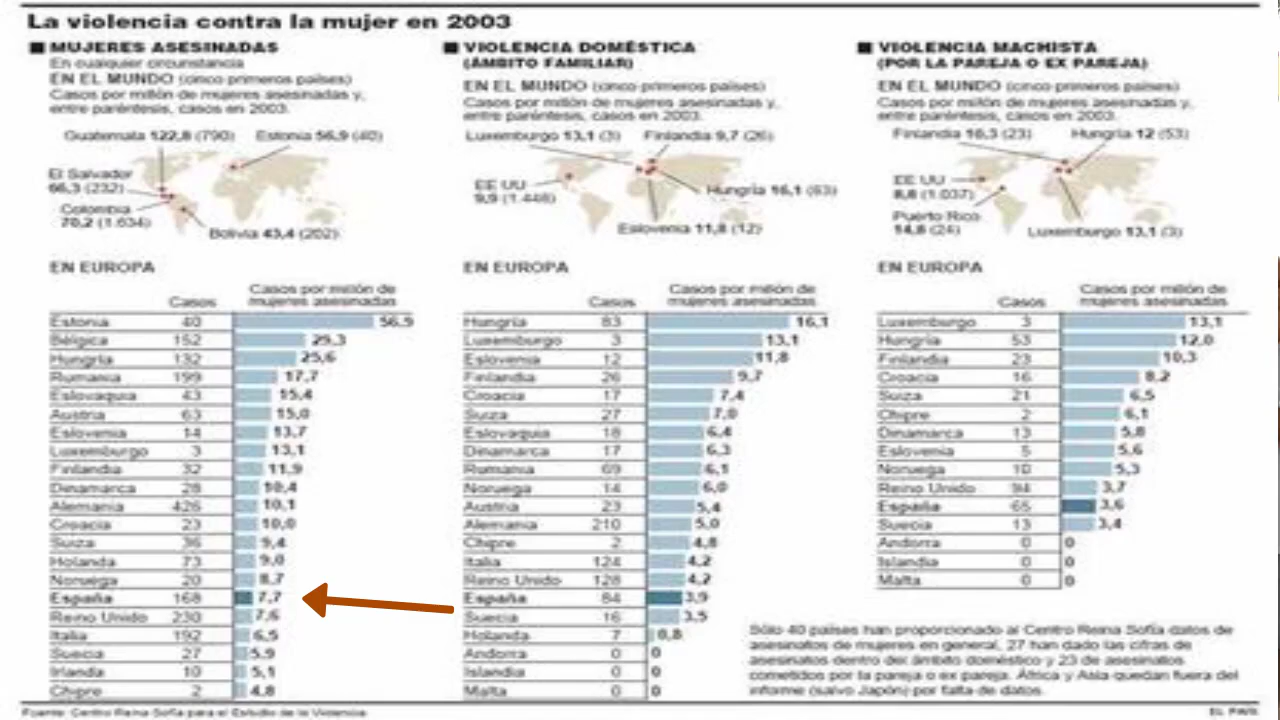 La violencia contra la mujer en 2003
MUJERES ASESINADAS
En cualquier circunstancia
EN EL MUNDO (cinco primeros países)
Casos por millón de mujeres asesinadas y,
entre paréntesis, casos en 2003.
Guatemala 122,8 (790) Estonia 56,9 (40)
El Salvador
66,3 (232)
Colombia
70,2 (1.634)
Bolivia 43,4 (202)
EN EUROPA
Casos Casos por millón de
mujeres asesinadas
Estonia 40 56,9
Bélgica 152 29,3
Hungría 132 25,6
Rumania 199 17,7
Eslovaquia 43 15,4
Austria 63 15,0
Eslovenia 14 13,7
Luxemburgo 3 13,1
Finlandia 32 11,9
Dinamarca 28 10,4
Alemania 426 10,1
Croacia 23 10,0
Suiza 36 9,4
Holanda 73 9,0
Noruega 20 8,7
España 168 7,7
Reino Unido 230 7,6
Italia 192 6,5
Suecia 27 5,9
Irlanda 10 5,1
Chipre 2 4,8
VIOLENCIA DOMÉSTICA
(ÁMBITO FAMILIAR)
EN EL MUNDO (cinco primeros países)
Casos por millón de mujeres asesinadas y,
entre paréntesis, casos en 2003.
Luxemburgo 13,1 (3) Finlandia 9,7 (26)
EE UU
9,9 (1.448)
Hungría 16,1 (83)
Eslovenia 11,8 (12)
EN EUROPA
Casos Casos por millón de
mujeres asesinadas
Hungría 83 16,1
Luxemburgo 3 13,1
Eslovenia 12 11,8
Finlandia 26 9,7
Croacia 17 7,4
Suiza 27 7,0
Eslovaquia 18 6,4
Dinamarca 17 6,3
Rumania 69 6,1
Noruega 14 6,0
Austria 23 5,4
Alemania 210 5,0
Chipre 2 4,8
Italia 124 4,2
Reino Unido 128 4,2
España 84 3,9
Suecia 16 3,5
Holanda 7 0,8
Andorra 0 0
Islandia 0 0
Malta 0 0
VIOLENCIA MACHISTA
(POR LA PAREJA O EX PAREJA)
EN EL MUNDO (cinco primeros países)
Casos por millón de mujeres asesinadas y,
entre paréntesis, casos en 2003.
Finlandia 10,3 (23) Hungría 12 (53)
EE UU
8,8 (1.037)
Puerto Rico
14,8 (24)
Luxemburgo 13,1 (3)
EN EUROPA
Casos Casos por millón de
mujeres asesinadas
Luxemburgo 3 13,1
Hungría 53 12,0
Finlandia 23 10,3
Croacia 16 8,2
Suiza 21 6,5
Chipre 2 6,1
Dinamarca 13 5,8
Eslovenia 5 5,6
Noruega 10 5,3
Reino Unido 94 3,7
España 65 3,6
Suecia 13 3,4
Andorra 0 0
Islandia 0 0
Malta 0 0
Sólo 40 países han proporcionado al Centro Reina Sofía datos de
asesinatos de mujeres en general, 27 han dado las cifras de
asesinatos dentro del ámbito doméstico y 23 de asesinatos
cometidos por la pareja o ex pareja. África y Asia quedan fuera del
informe (salvo Japón) por falta de datos.
Fuente: Centro Reina Sofía para el Estudio de la Violencia
EL PAÍS